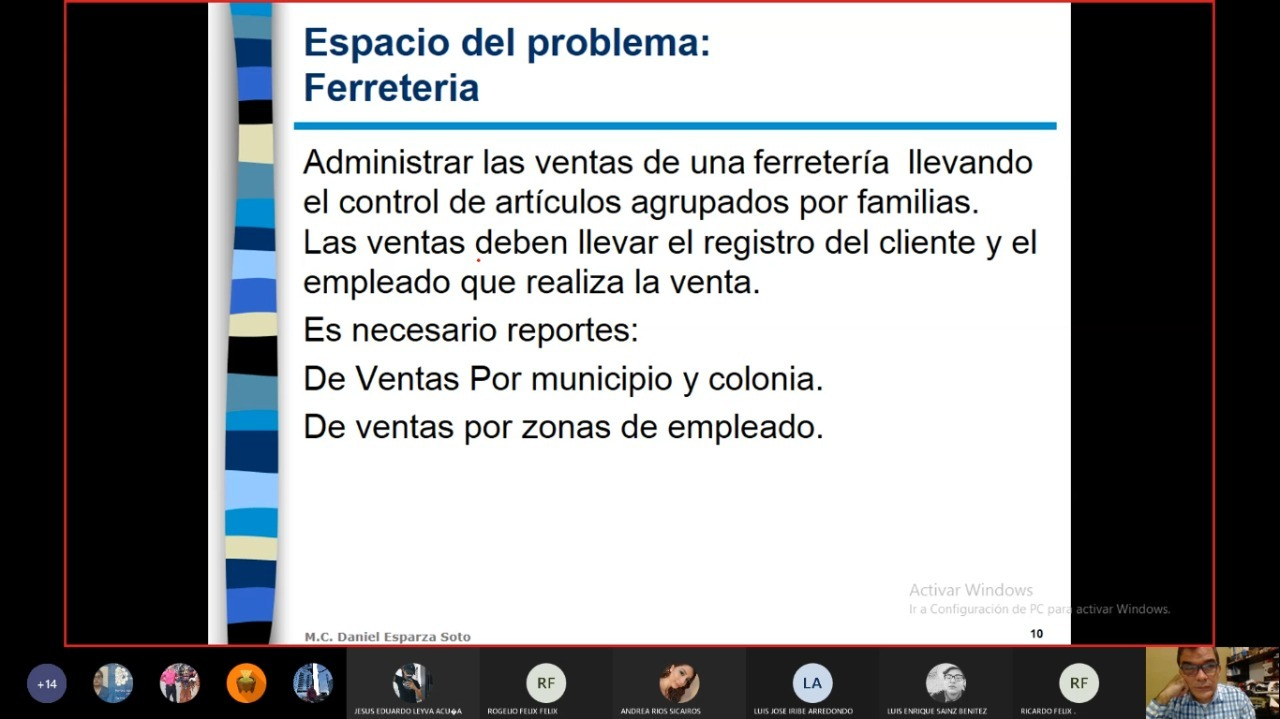 Espacio del problema:
Ferreteria
Administrar las ventas de una ferretería llevando
el control de artículos agrupados por familias.
Las ventas deben llevar el registro del cliente y el
empleado que realiza la venta.
Es necesario reportes:
De Ventas Por municipio y colonia.
De ventas por zonas de empleado.
Activar Windows
Ir a Configuración de PC para activar Windows.
M.C. Daniel Esparza Soto
10
+14
RF
LA
RF
JESUS EDUARDO LEYVA ACU�A
ROGELIO FELIX FELIX
ANDREA RIOS SICAIROS
LUIS JOSE IRIBE ARREDONDO
LUIS ENRIQUE SAINZ BENITEZ
RICARDO FELIX .